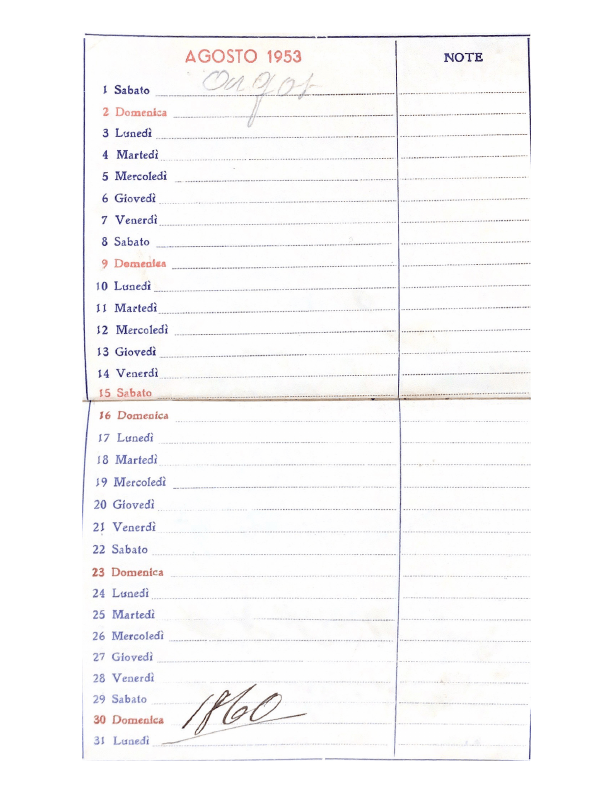 AGOSTO 1953 NOTE
1 Sabato
2 Domenica
3 Lunedì
4 Martedì
5 Mercoledì
6 Giovedì
7 Venerdì
8 Sabato
9 Domenica
10 Lunedì
11 Martedì
12 Mercoledì
13 Giovedì
14 Venerdì
15 Sabato
16 Domenica
17 Lunedì
18 Martedì
19 Mercoledì
20 Giovedì
21 Venerdì
22 Sabato
23 Domenica
24 Lunedì
25 Martedì
26 Mercoledì
27 Giovedì
28 Venerdì
29 Sabato
30 Domenica 1860
31 Lunedì